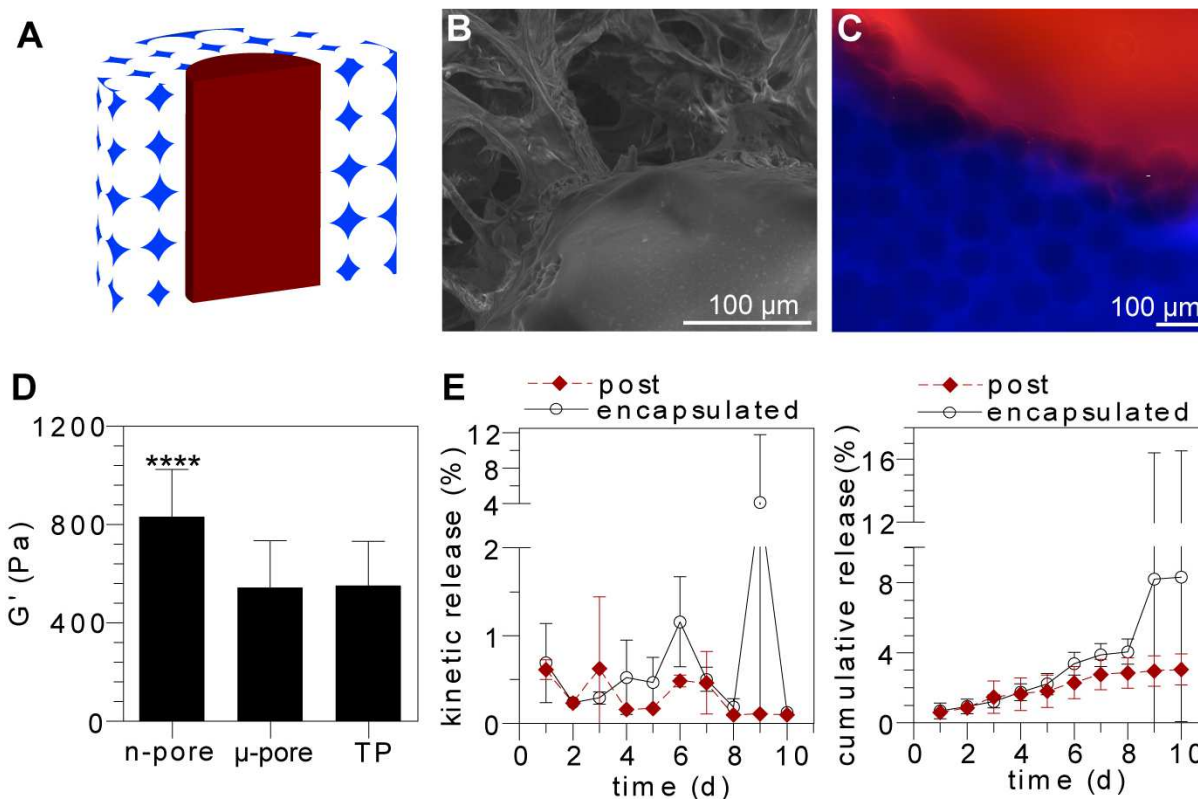 A
B
100 µm
C
100 µm
D
1200
800
400
0
G' (Pa)
****
n-pore
µ-pore
TP
E
post
encapsulated
12
8
4
2
1
0
kinetic release (%)
0
2
4
6
8
10
time (d)
post
encapsulated
16
12
8
4
0
cumulative release(%)
0
2
4
6
8
10
time (d)